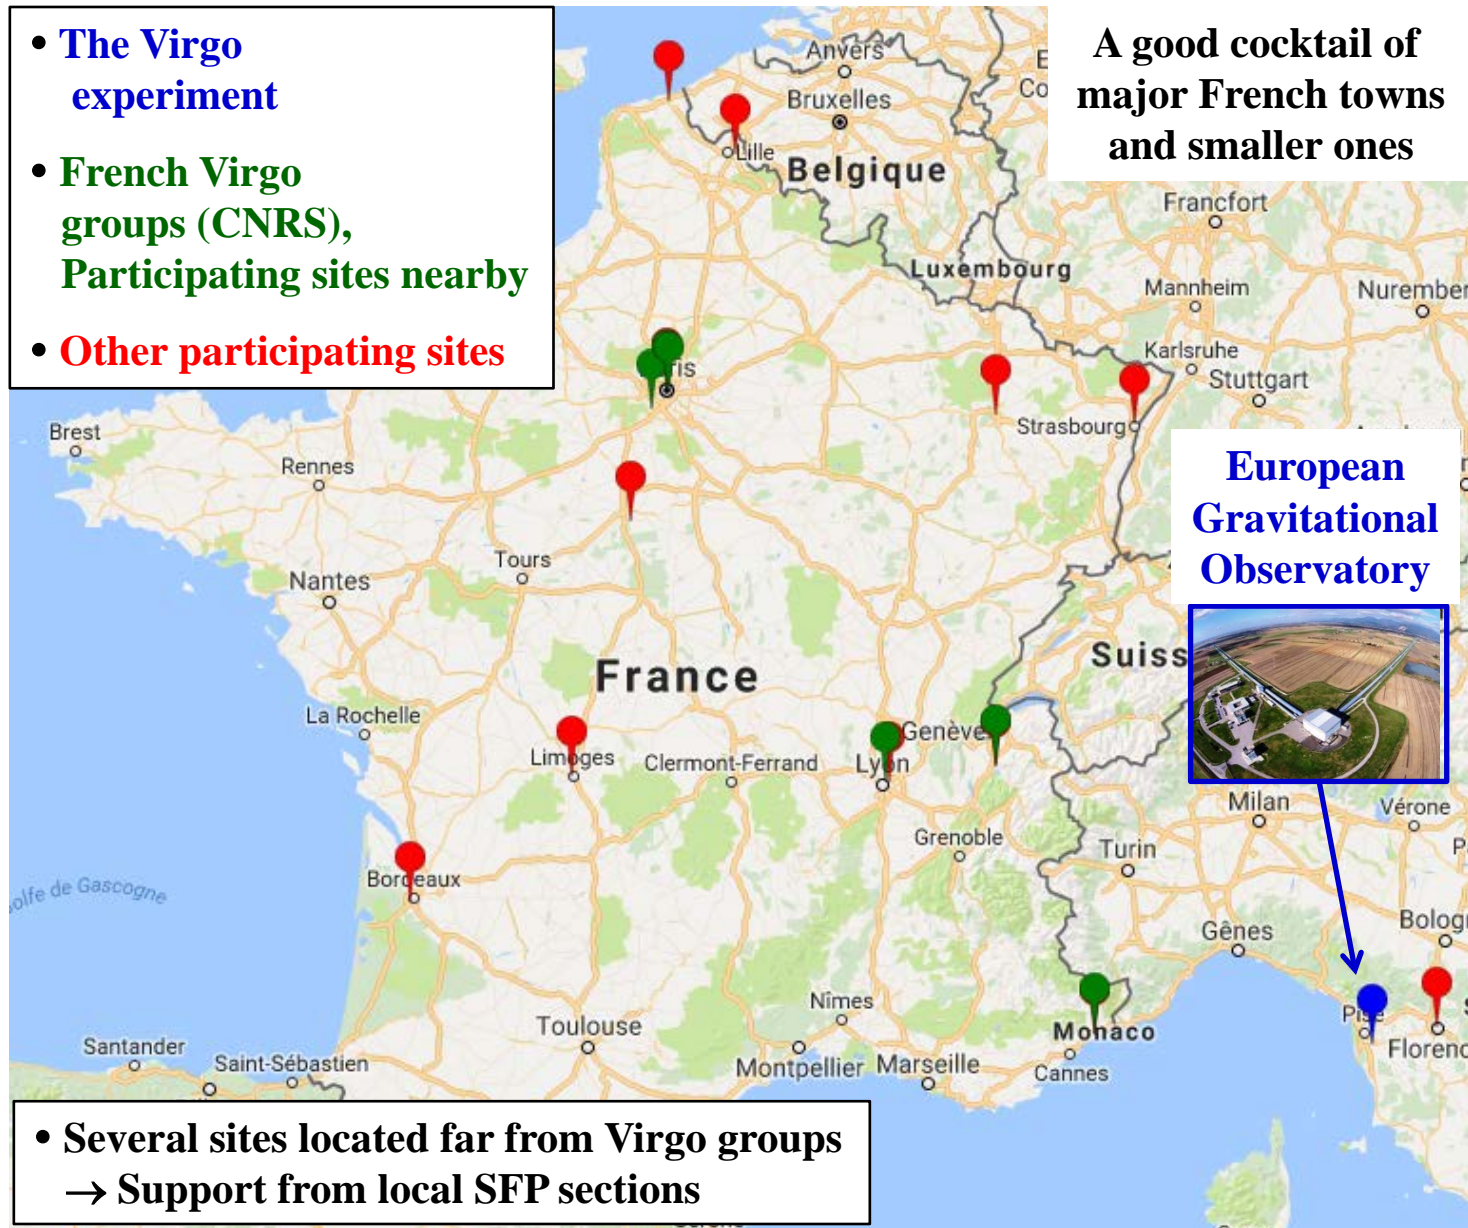 • The Virgo
experiment
• French Virgo
groups (CNRS),
Participating sites nearby
• Other participating sites
A good cocktail of
major French towns
and smaller ones
Anvers
Bruxelles
Lille
Belgique
Francfort
Luxembourg
Mannheim
Nurember
Karlsruhe
Stuttgart
Strasbourg
Brest
Rennes
European
Gravitational
Observatory
Tours
Nantes
France
Suiss
La Rochelle
Genève
Limoges
Clermont-Ferrand
Lyon
Milan
Vérone
Grenoble
Turin
Bordeaux
olfe de Gascogne
Bologn
Gênes
Nîmes
Pise
Toulouse
Monaco
Florenc
Santander
Saint-Sébastien
Montpellier
Marseille
Cannes
• Several sites located far from Virgo groups
→ Support from local SFP sections